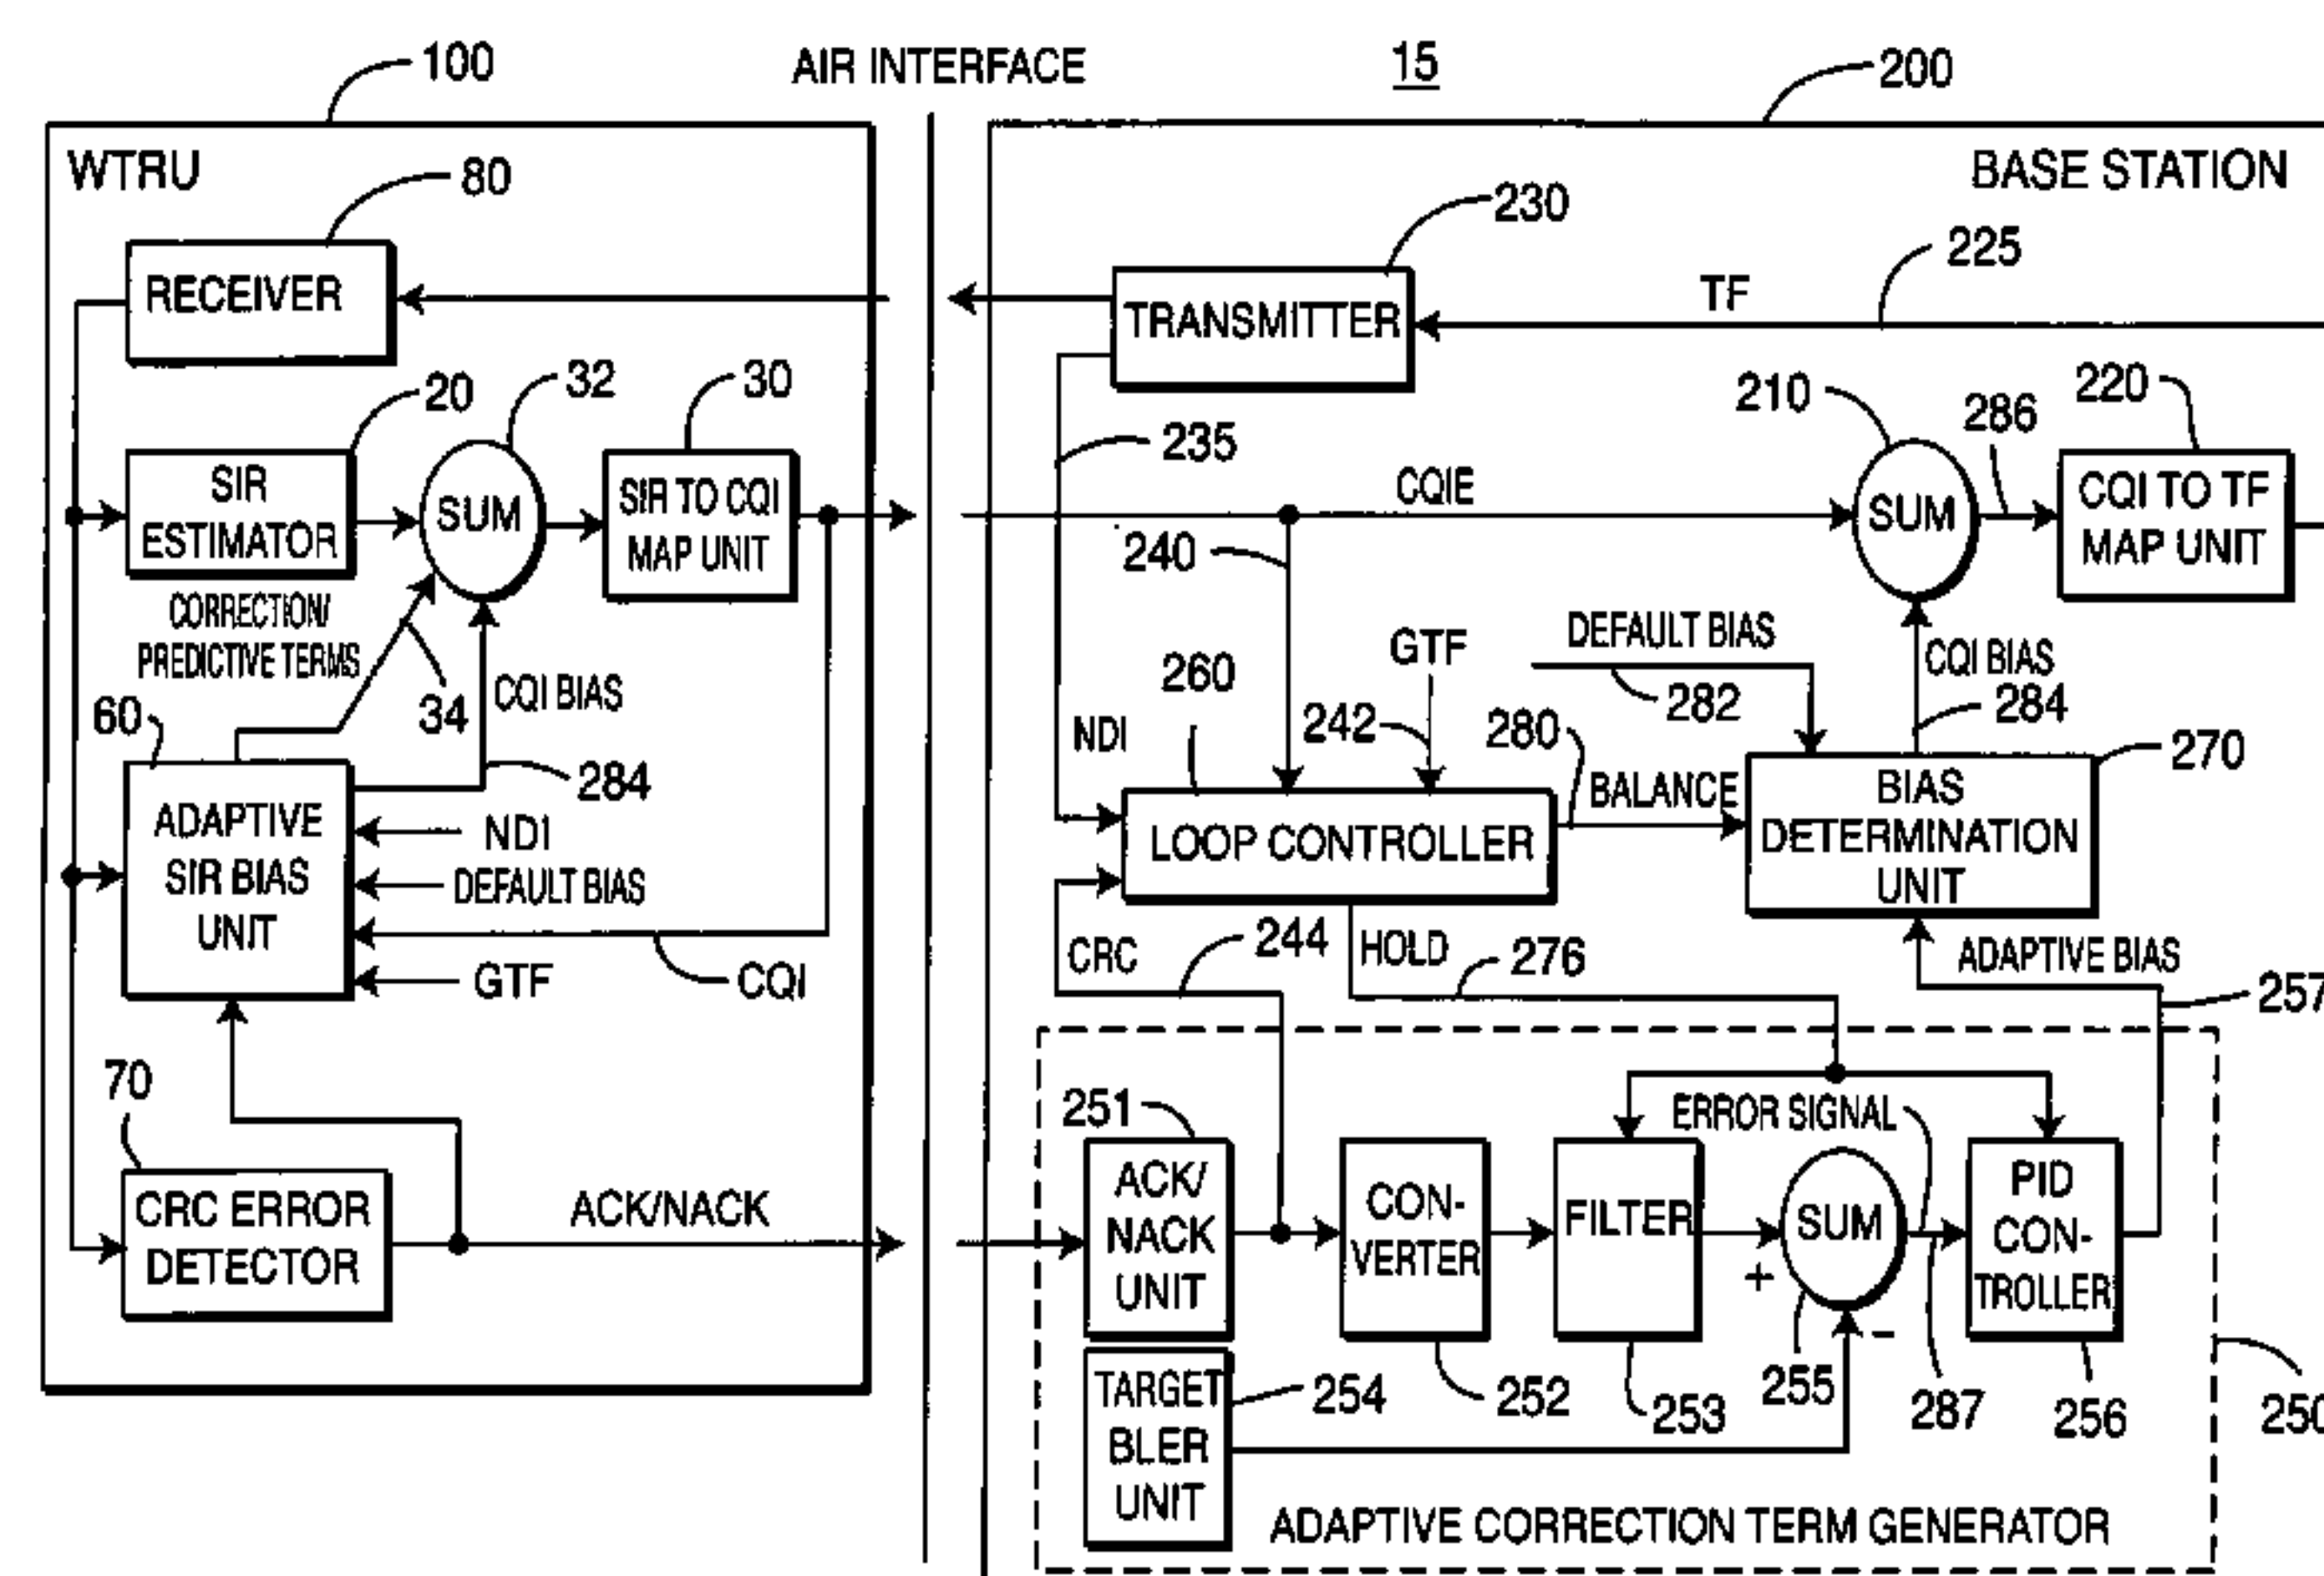 100
AIR INTERFACE
15
200
WTRU
80
BASE STATION
230
225
RECEIVER
TRANSMITTER
TF
20
32
30
235
210
286
220
SIR
ESTIMATOR
SUM
SIR TO CQI
MAP UNIT
CQIE
SUM
CQI TO TF
MAP UNIT
240
CORRECTION/
PREDICTIVE TERMS
34
CQI BIAS
260
GTF
DEFAULT BIAS
282
CQI BIAS
284
60
284
NDI
242
280
270
ADAPTIVE
SIR BIAS
UNIT
NDI
DEFAULT BIAS
CQI
GTF
LOOP CONTROLLER
BALANCE
BIAS
DETERMINATION
UNIT
CRC
244
HOLD
276
ADAPTIVE BIAS
257
70
251
ERROR SIGNAL
CRC ERROR
DETECTOR
ACK/NACK
ACK/
NACK
UNIT
CON-
VERTER
FILTER
SUM
+
-
PID
CON-
TROLLER
TARGET
BLER
UNIT
254
252
253
255
287
256
250
ADAPTIVE CORRECTION TERM GENERATOR